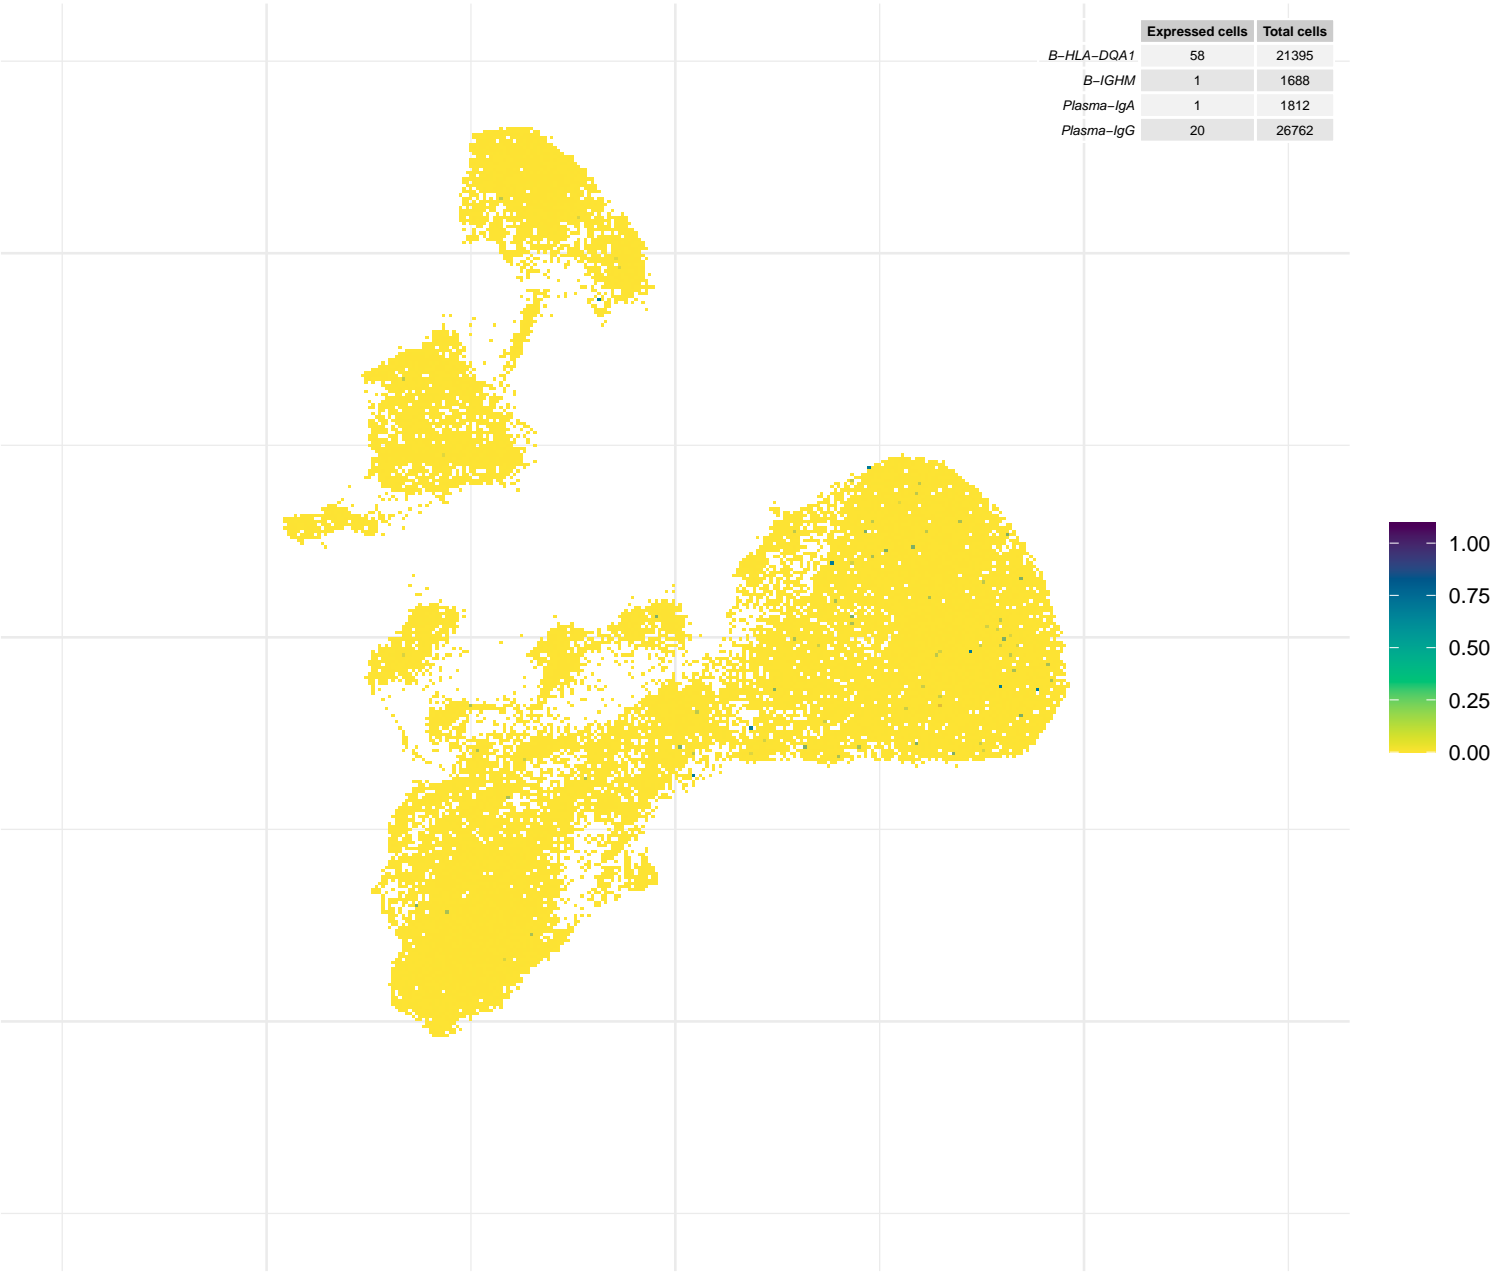 Expressed cells Total cells
B−HLA−DQA1 58 21395
B−IGHM 1 1688
Plasma−IgA 1 1812
Plasma−IgG 20 26762
1.00
0.75
0.50
0.25
0.00